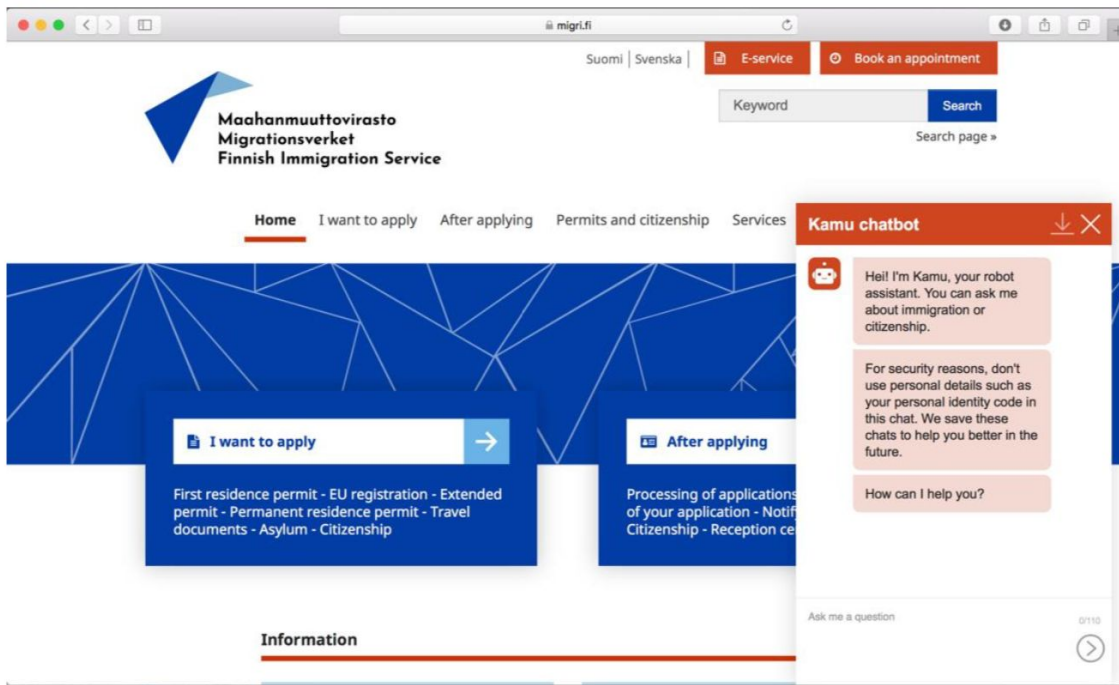 migri.fi
Suomi | Svenska |
E-service
Book an appointment
Keyword
Search
Search page »
Maahanmuuttovirasto
Migrationsverket
Finnish Immigration Service
Home I want to apply After applying Permits and citizenship Services
Kamu chatbot
Hei! I'm Kamu, your robot
assistant. You can ask me
about immigration or
citizenship.
For security reasons, don't
use personal details such as
your personal identity code in
this chat. We save these
chats to help you better in the
future.
How can I help you?
Ask me a question
0/110
I want to apply
First residence permit - EU registration - Extended
permit - Permanent residence permit - Travel
documents - Asylum - Citizenship
After applying
Processing of applications
of your application - Notif
Citizenship - Reception ce
Information